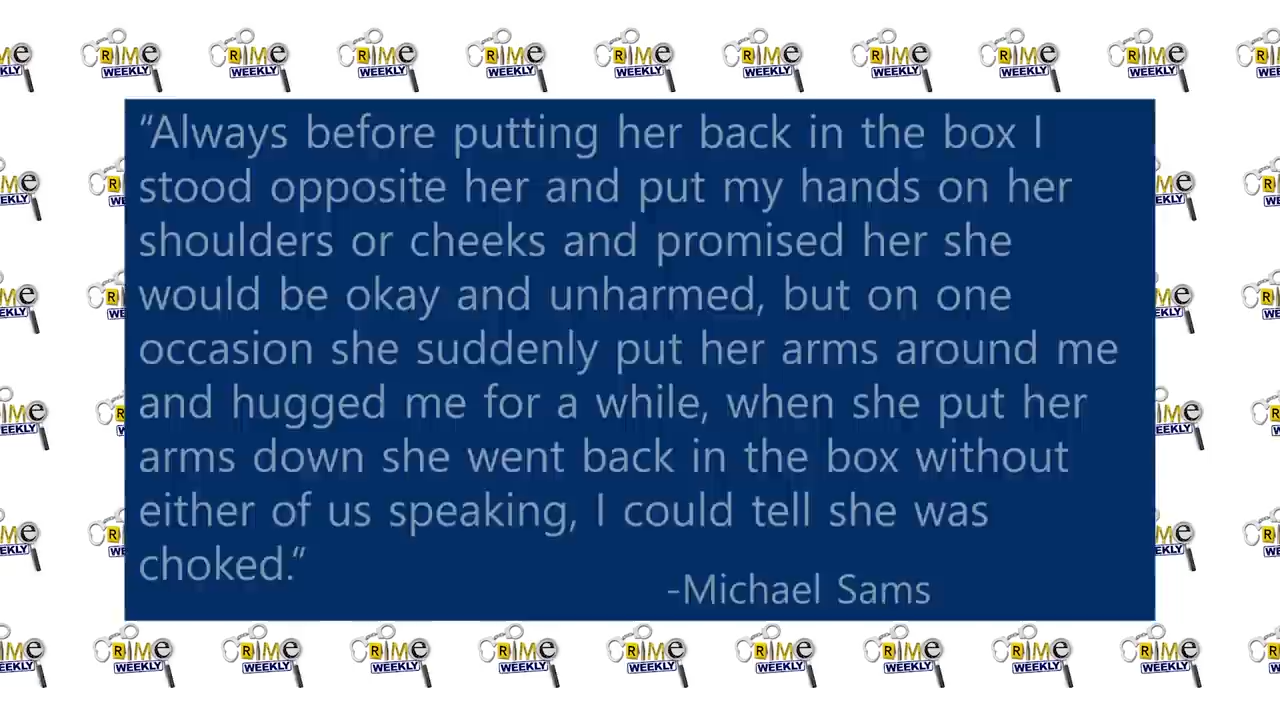 “Always before putting her back in the box I
stood opposite her and put my hands on her
shoulders or cheeks and promised her she
would be okay and unharmed, but on one
occasion she suddenly put her arms around me
and hugged me for a while, when she put her
arms down she went back in the box without
either of us speaking, I could tell she was
choked.”
-Michael Sams
CRIMe
WEEKLY